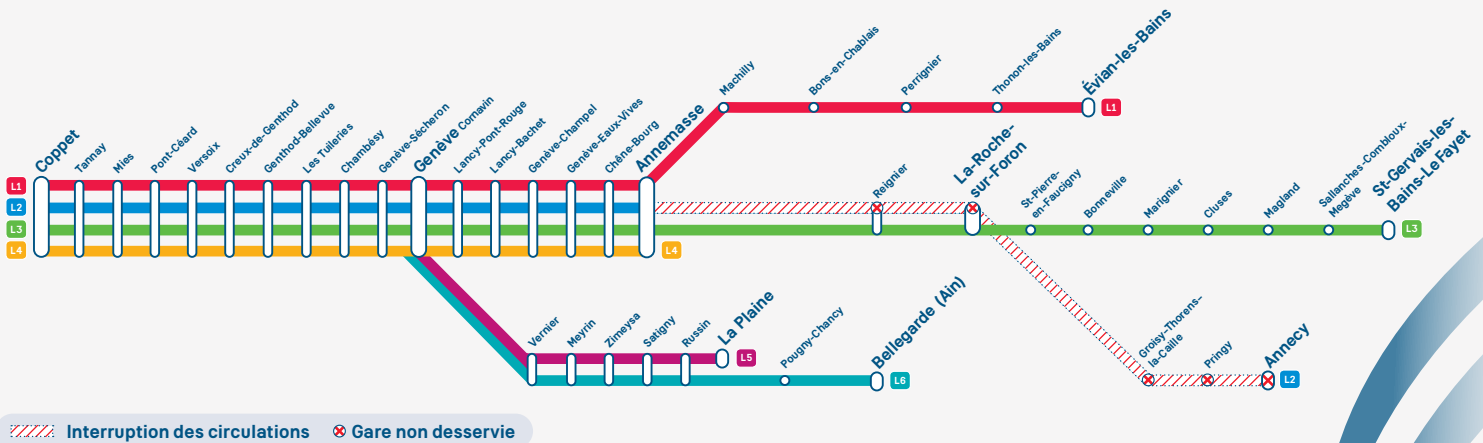 L1
L2
L3
L4
Coppet
Tannay
Mies
Pont-Céard
Versoix
Creux-de-Genthod
Genthod-Bellevue
Les Tuileries
Chambésy
Genève-Sécheron
Genève Cornavin
Lancy-Pont-Rouge
Lancy-Bachet
Genève-Champel
Genève-Eaux-Vives
Chêne-Bourg
Annemasse
L4
Machilly
Bons-en-Chablais
Perrignier
Thonon-les-Bains
Évian-les-Bains
L1
Reignier
La-Roche-
sur-Foron
St-Pierre-
en-Faucigny
Bonneville
Marignier
Cluses
Magland
Sallanches-Combloux-
Megève
St-Gervais-les-
Bains-Le Fayet
L3
Vernier
Meyrin
Zimeysa
Satigny
Russin
La Plaine
L5
Pougny-Chancy
Bellegarde (Ain)
L6
Groisy-Thorens-
la-Caille
Pringy
Annecy
L2
Interruption des circulations
Gare non desservie